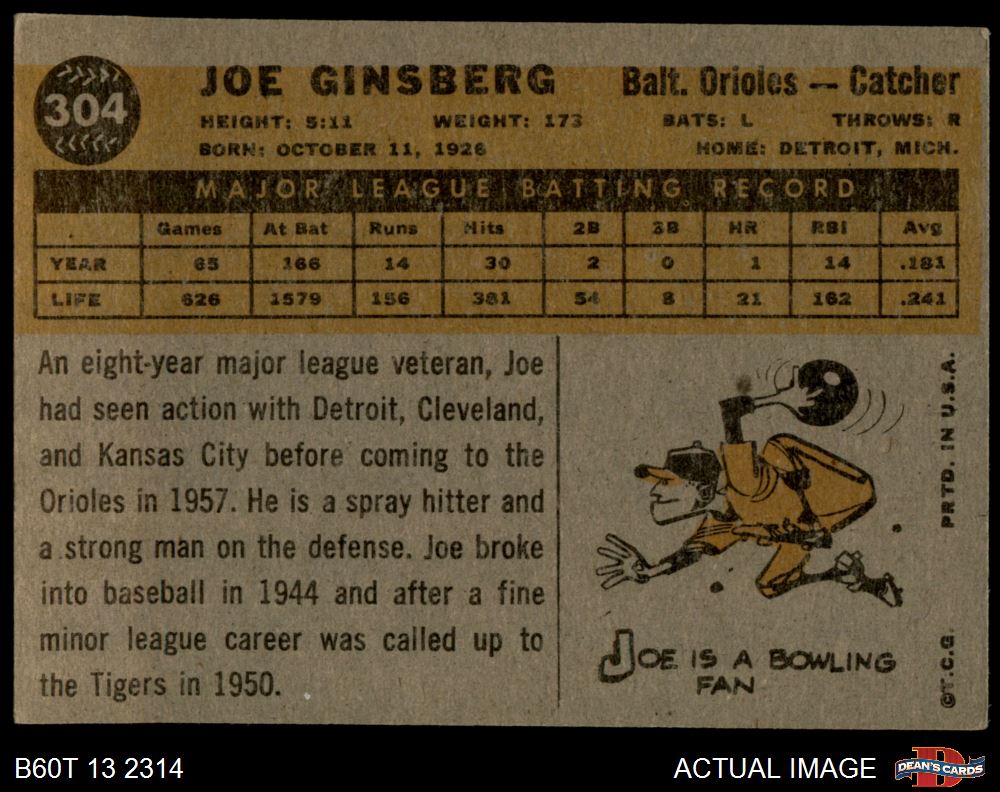 304
JOE GINSBERG
Balt. Orioles — Catcher
HEIGHT: 5:11 WEIGHT: 173 BATS: L THROWS: R
BORN: OCTOBER 11, 1926 HOME: DETROIT, MICH.
MAJOR LEAGUE BATTING RECORD
Games At Bat Runs Hits 2B 3B HR RBI Avg
YEAR 65 166 14 30 2 0 1 14 .181
LIFE 626 1579 156 381 54 8 21 162 .241
An eight-year major league veteran, Joe
had seen action with Detroit, Cleveland,
and Kansas City before coming to the
Orioles in 1957. He is a spray hitter and
a strong man on the defense. Joe broke
into baseball in 1944 and after a fine
minor league career was called up to
the Tigers in 1950.
JOE IS A BOWLING
FAN
©T.C.G. PRTD. IN U.S.A.
B60T 13 2314
ACTUAL IMAGE
DEAN'S CARDS